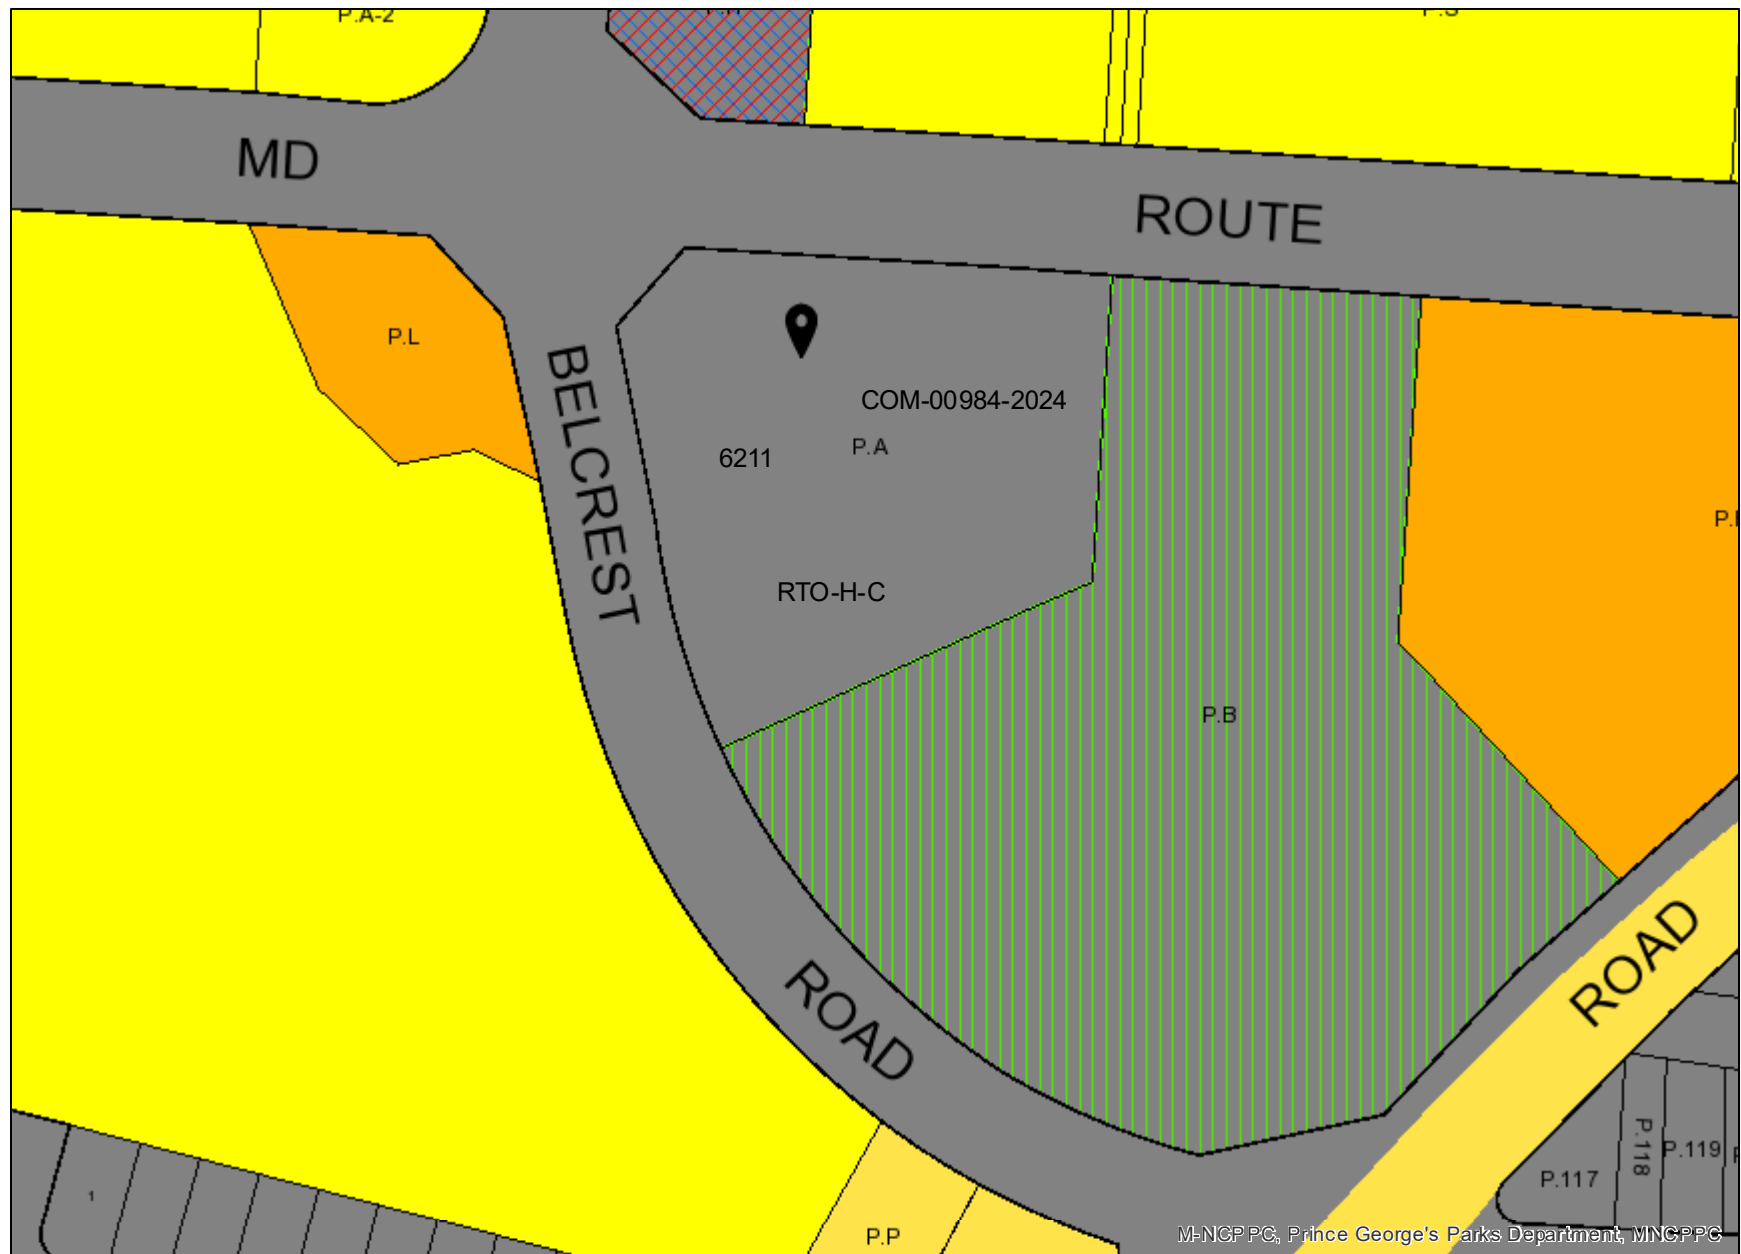 P.A-2
MD
ROUTE
P.L
BELCREST
COM-00984-2024
6211
P.A
RTO-H-C
P.B
ROAD
ROAD
P.118
P.119
P.117
1
P.P
M-NCPPC, Prince George's Parks Department, MNCPPC